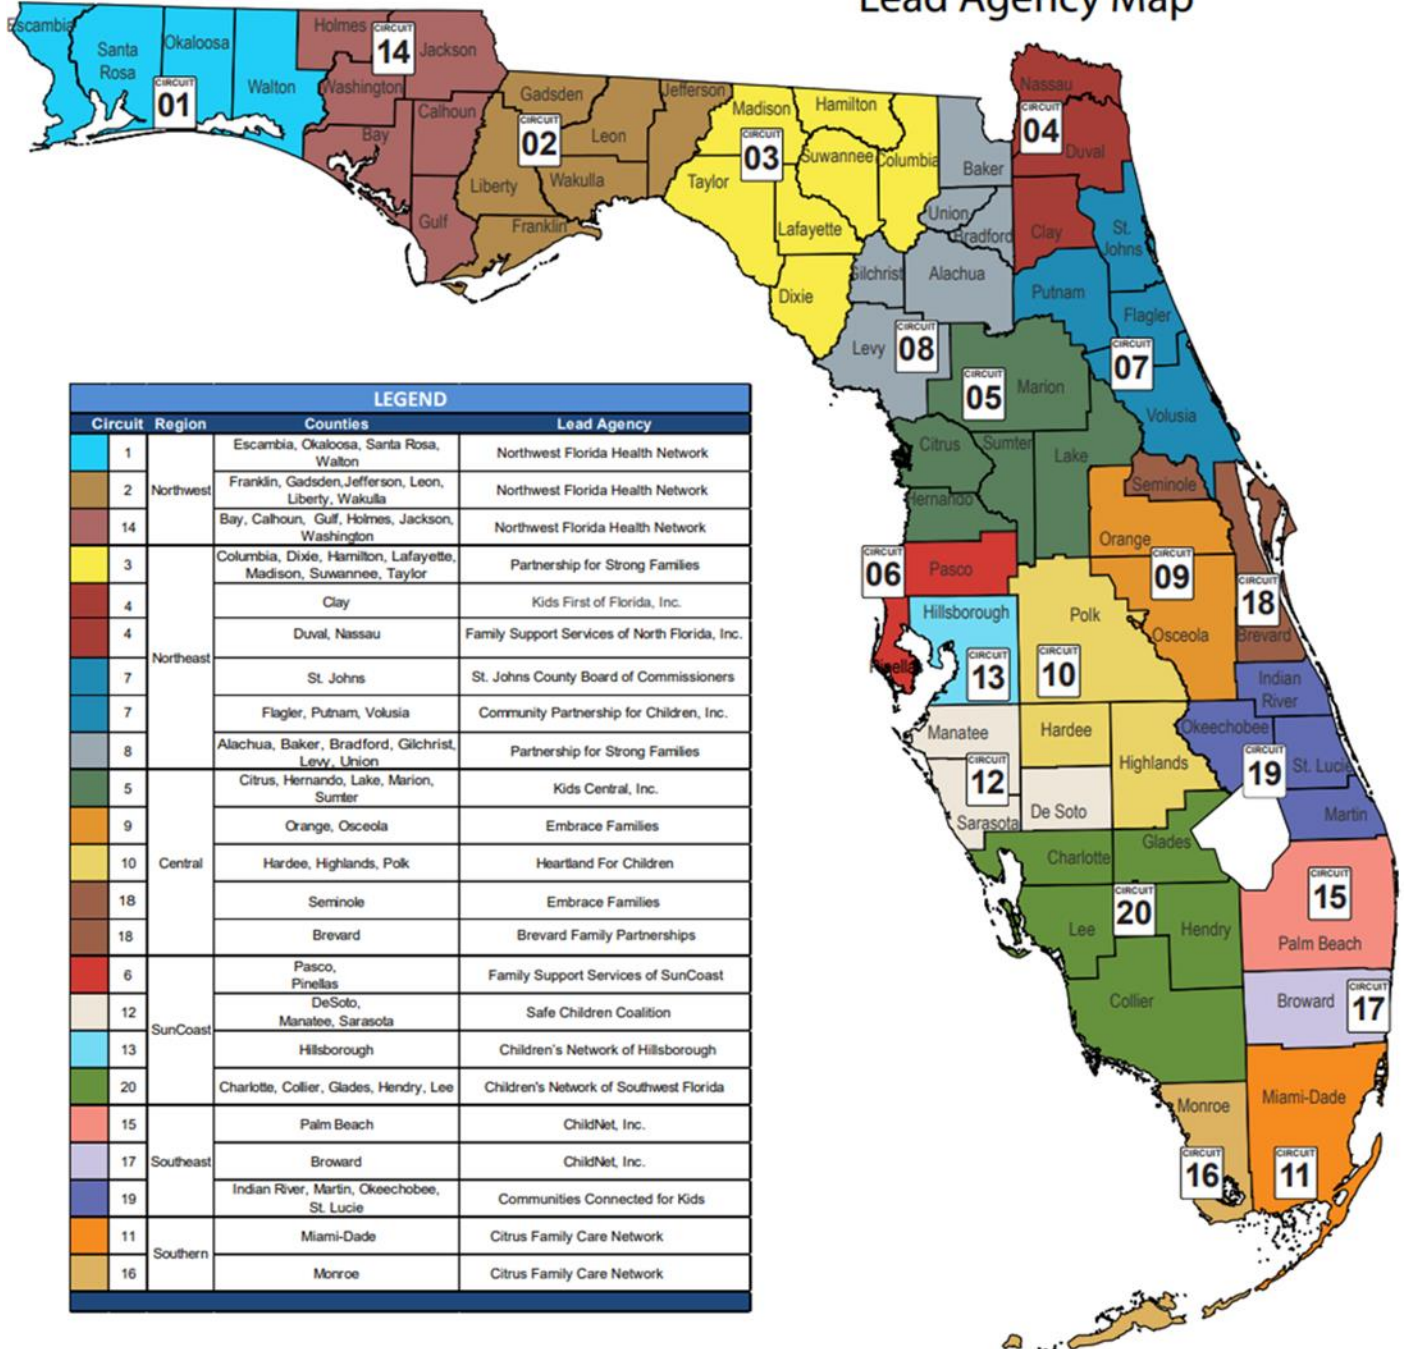 Lead Agency Map
Escambia
Santa
Rosa
Okaloosa
Walton
CIRCUIT
01
Holmes
CIRCUIT
14
Jackson
Washington
Calhoun
Bay
Gulf
Gadsden
CIRCUIT
02
Leon
Jefferson
Liberty
Wakulla
Franklin
Madison
Hamilton
CIRCUIT
03
Suwannee
Columbia
Taylor
Lafayette
Dixie
Nassau
CIRCUIT
04
Duval
Clay
Baker
Union
Bradford
Gilchrist
Alachua
Levy
CIRCUIT
08
St.
Johns
Putnam
Flagler
CIRCUIT
07
Volusia
CIRCUIT
05
Marion
Citrus
Sumter
Lake
Hernando
Seminole
Orange
CIRCUIT
09
Osceola
CIRCUIT
06
Pasco
Pinellas
Hillsborough
CIRCUIT
13
Polk
CIRCUIT
10
CIRCUIT
18
Brevard
Indian
River
Okeechobee
CIRCUIT
19
St. Lucie
Martin
Manatee
Hardee
Highlands
CIRCUIT
12
Sarasota
De Soto
Charlotte
Glades
CIRCUIT
20
Lee
Hendry
Collier
CIRCUIT
15
Palm Beach
Broward
CIRCUIT
17
Monroe
Miami-Dade
CIRCUIT
16
CIRCUIT
11
LEGEND
Circuit Region Counties Lead Agency
1 Escambia, Okaloosa, Santa Rosa, Northwest Florida Health Network
Walton
Northwest
2 Franklin, Gadsden,Jefferson, Leon, Northwest Florida Health Network
Liberty, Wakulla
14 Bay, Calhoun, Gulf, Holmes, Jackson, Northwest Florida Health Network
Washington
3 Columbia, Dixie, Hamilton, Lafayette, Partnership for Strong Families
Madison, Suwannee, Taylor
4 Clay Kids First of Florida, Inc.
4 Duval, Nassau Family Support Services of North Florida, Inc.
Northeast
7 St. Johns St. Johns County Board of Commissioners
7 Flagler, Putnam, Volusia Community Partnership for Children, Inc.
8 Alachua, Baker, Bradford, Gilchrist, Partnership for Strong Families
Levy, Union
5 Citrus, Hernando, Lake, Marion, Kids Central, Inc.
Sumter
9 Orange, Osceola Embrace Families
10 Central Hardee, Highlands, Polk Heartland For Children
18 Seminole Embrace Families
18 Brevard Brevard Family Partnerships
6 Pasco, Family Support Services of SunCoast
Pinellas
12 DeSoto, Safe Children Coalition
Manatee, Sarasota
SunCoast
13 Hillsborough Children's Network of Hillsborough
20 Charlotte, Collier, Glades, Hendry, Lee Children's Network of Southwest Florida
15 Palm Beach ChildNet, Inc.
17 Southeast Broward ChildNet, Inc.
19 Indian River, Martin, Okeechobee, Communities Connected for Kids
St. Lucie
11 Miami-Dade Citrus Family Care Network
Southern
16 Monroe Citrus Family Care Network